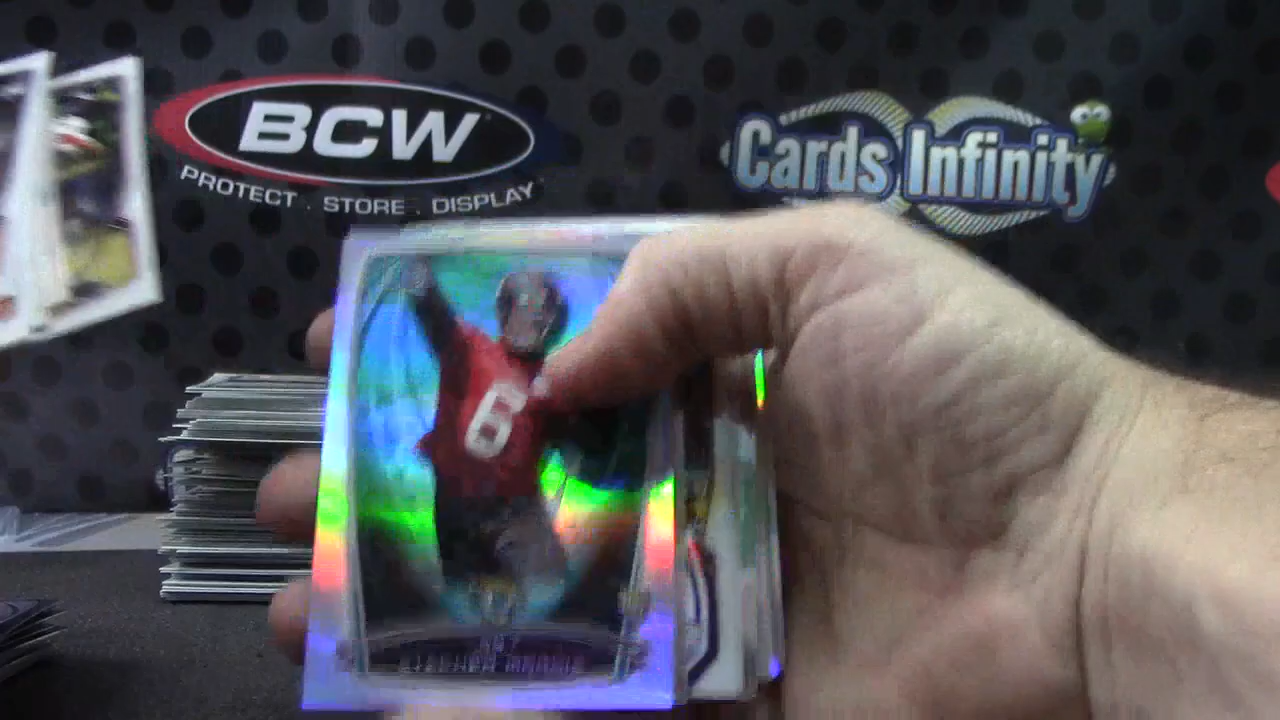 BCW
PROTECT . STORE . DISPLAY
Cards Infinity
6